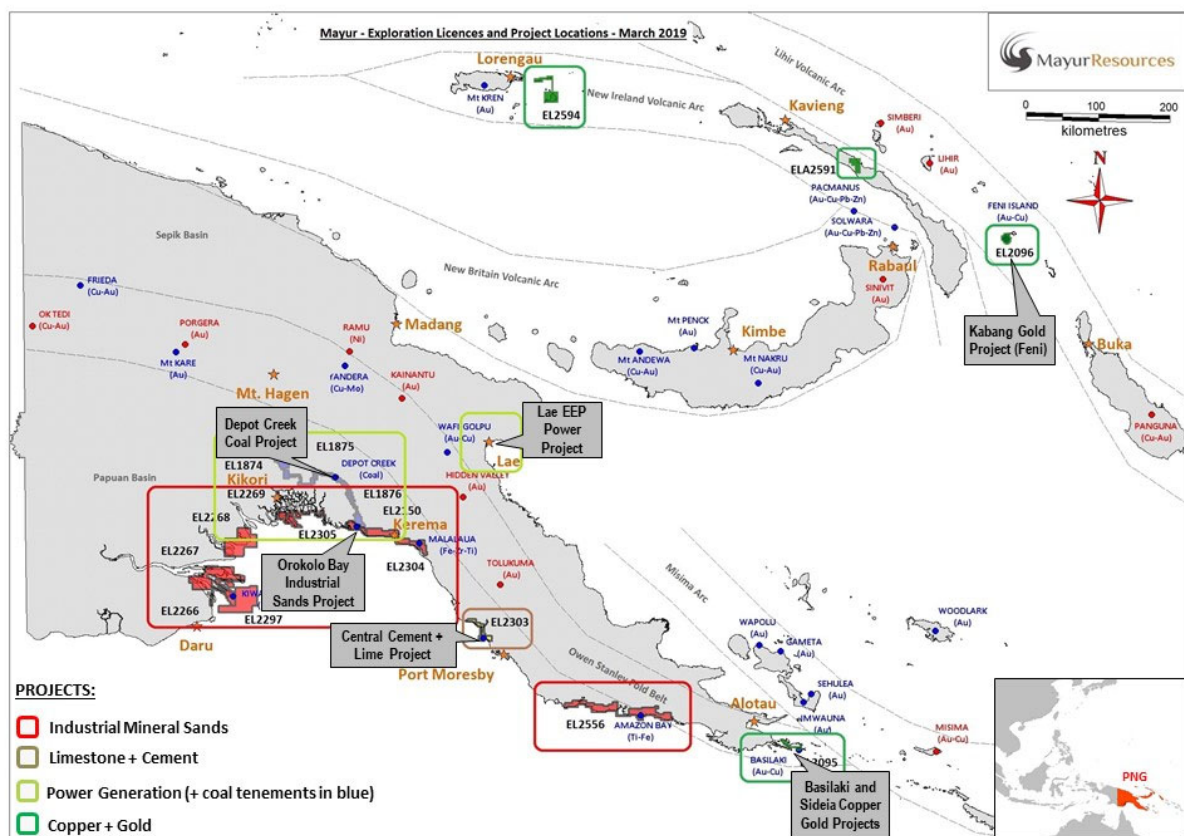 Mayur - Exploration Licences and Project Locations - March 2019
MayurResources
0 100 200
kilometres
N
Lorengau
Mt KREN
(Au)
EL2594
New Ireland Volcanic Arc
Lihir Volcanic Arc
Kavieng
SIMBERI
(Au)
LIHIR
(Au)
ELA2591
PACMANUS
(Au-Cu-Pb-Zn)
SOLWARA
(Au-Cu-Pb-Zn)
FENI ISLAND
(Au-Cu)
EL2096
Kabang Gold
Project (Feni)
Rabaul
SINIVIT
(Au)
Sepik Basin
New Britain Volcanic Arc
FRIEDA
(Cu-Au)
OK TEDI
(Cu-Au)
PORGERA
(Au)
Mt KARE
(Au)
RAMU
(Ni)
YANDERA
(Cu-Mo)
Madang
KAINANTU
(Au)
Mt. Hagen
Mt PENCK
(Au)
Kimbe
Mt ANDEWA
(Cu-Au)
Mt NAKRU
(Cu-Au)
Buka
PANGUNA
(Cu-Au)
Depot Creek
Coal Project
Lae EEP
Power
Project
WAFI GOLPU
(Au-Cu)
Lae
HIDDEN VALLEY
(Au)
Papuan Basin
EL1874
EL1875
DEPOT CREEK
(Coal)
Kikori
EL2269
EL1876
EL2150
EL2268
EL2305
Kerema
EL2267
MALALAUA
(Fe-Zr-Ti)
EL2304
Orokolo Bay
Industrial
Sands Project
EL2266
EL2297
Daru
TOLUKUMA
(Au)
EL2303
Central Cement +
Lime Project
Port Moresby
Owen Stanley Fold Belt
Misima Arc
EL2556
AMAZON BAY
(Ti-Fe)
WAPOLU
(Au)
GAMETA
(Au)
WOODLARK
(Au)
SEHULEA
(Au)
IMWAUNA
(Au)
Alotau
MISIMA
(Au-Cu)
BASILAKI
(Au-Cu)
Basilaki and
Sideia Copper
Gold Projects
PROJECTS:
Industrial Mineral Sands
Limestone + Cement
Power Generation (+ coal tenements in blue)
Copper + Gold
PNG